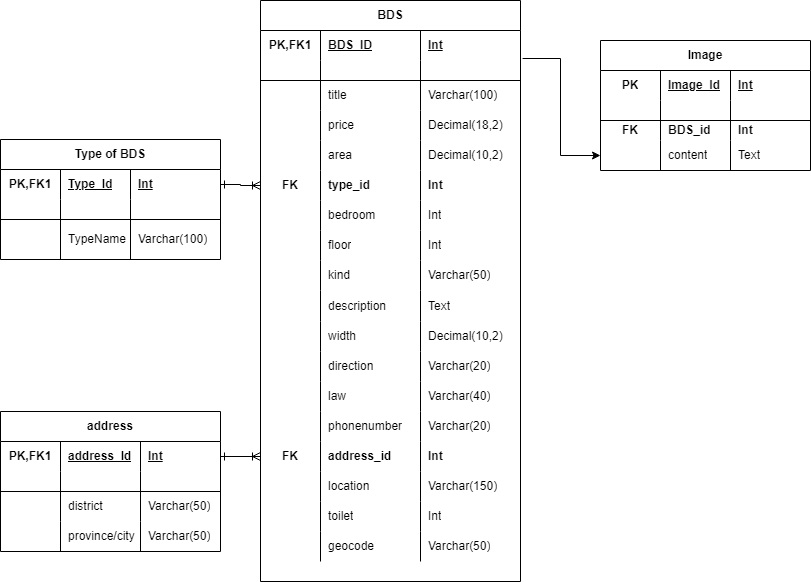 BDS
PK,FK1 BDS_ID Int
title Varchar(100)
price Decimal(18,2)
area Decimal(10,2)
FK type_id Int
bedroom Int
floor Int
kind Varchar(50)
description Text
width Decimal(10,2)
direction Varchar(20)
law Varchar(40)
phonenumber Varchar(20)
FK address_id Int
location Varchar(150)
toilet Int
geocode Varchar(50)
Image
PK Image_Id Int
FK BDS_id Int
content Text
Type of BDS
PK,FK1 Type_Id Int
TypeName Varchar(100)
address
PK,FK1 address_Id Int
district Varchar(50)
province/city Varchar(50)